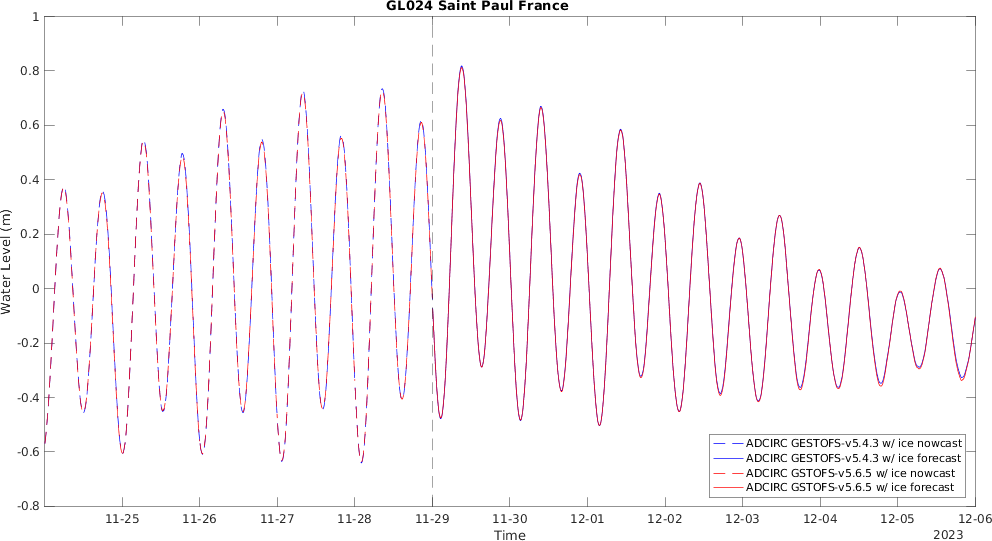 GL024 Saint Paul France
1
0.8
0.6
0.4
0.2
0
-0.2
-0.4
-0.6
-0.8
Water Level (m)
11-25 11-26 11-27 11-28 11-29 11-30 12-01 12-02 12-03 12-04 12-05 12-06
Time
2023
ADCIRC GESTOFS-v5.4.3 w/ ice nowcast
ADCIRC GESTOFS-v5.4.3 w/ ice forecast
ADCIRC GSTOFS-v5.6.5 w/ ice nowcast
ADCIRC GSTOFS-v5.6.5 w/ ice forecast